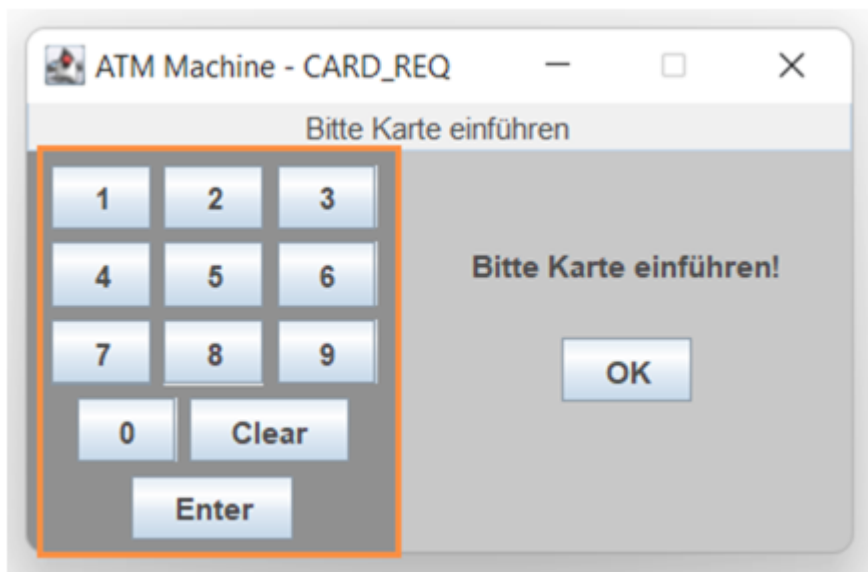 ATM Machine - CARD_REQ
Bitte Karte einführen
1 2 3
4 5 6
7 8 9
0 Clear
Enter
Bitte Karte einführen!
OK